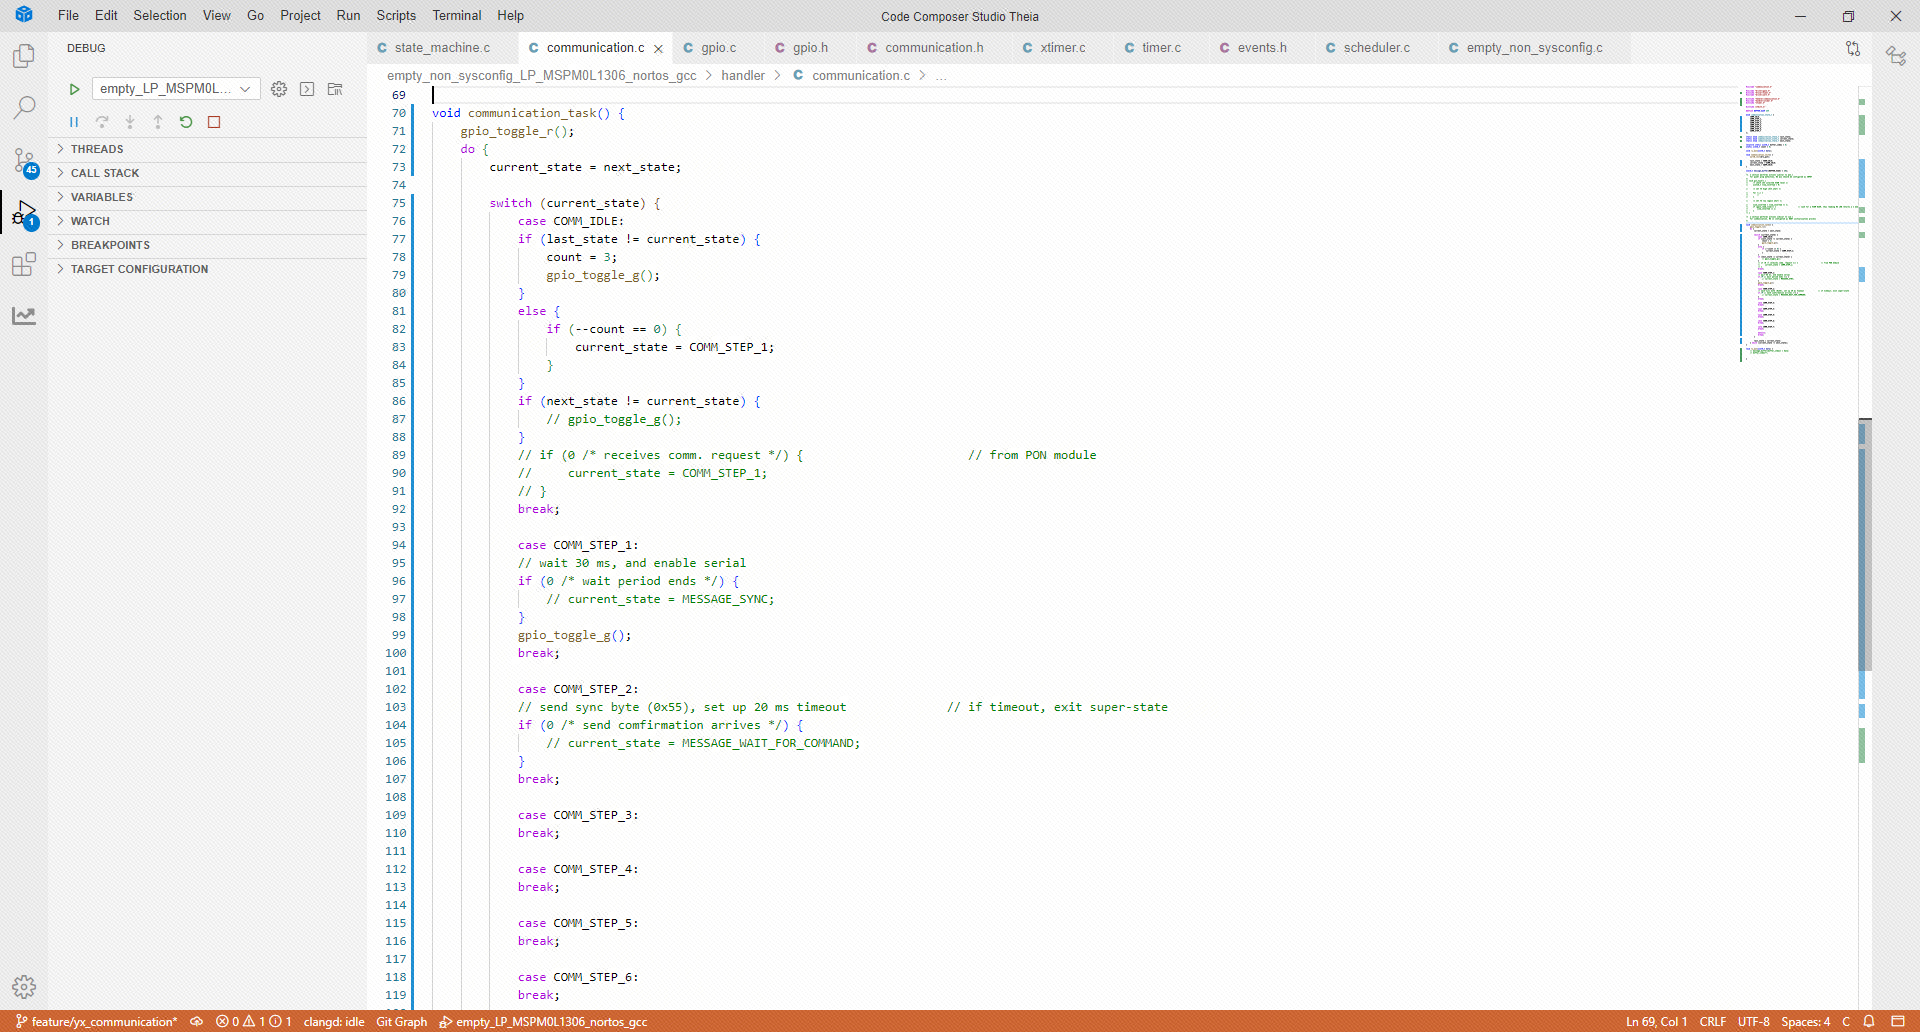 File Edit Selection View Go Project Run Scripts Terminal Help
Code Composer Studio Theia
DEBUG
empty_LP_MSPM0L...
THREADS
CALL STACK
VARIABLES
WATCH
BREAKPOINTS
TARGET CONFIGURATION
45
1
C state_machine.c C communication.c C gpio.c C gpio.h C communication.h C xtimer.c C timer.c C events.h C scheduler.c C empty_non_sysconfig.c
empty_non_sysconfig_LP_MSPM0L1306_nortos_gcc > handler > C communication.c > ...
69
70 void communication_task() {
71 gpio_toggle_r();
72 do {
73 current_state = next_state;
74
75 switch (current_state) {
76 case COMM_IDLE:
77 if (last_state != current_state) {
78 count = 3;
79 gpio_toggle_g();
80 }
81 else {
82 if (--count == 0) {
83 current_state = COMM_STEP_1;
84 }
85 }
86 if (next_state != current_state) {
87 // gpio_toggle_g();
88 }
89 // if (0 /* receives comm. request */) { // from PON module
90 // current_state = COMM_STEP_1;
91 // }
92 break;
93
94 case COMM_STEP_1:
95 // wait 30 ms, and enable serial
96 if (0 /* wait period ends */) {
97 // current_state = MESSAGE_SYNC;
98 }
99 gpio_toggle_g();
100 break;
101
102 case COMM_STEP_2:
103 // send sync byte (0x55), set up 20 ms timeout // if timeout, exit super-state
104 if (0 /* send comfirmation arrives */) {
105 // current_state = MESSAGE_WAIT_FOR_COMMAND;
106 }
107 break;
108
109 case COMM_STEP_3:
110 break;
111
112 case COMM_STEP_4:
113 break;
114
115 case COMM_STEP_5:
116 break;
117
118 case COMM_STEP_6:
119 break;
feature/yx_communication* 0 1 1 clangd: idle Git Graph empty_LP_MSPM0L1306_nortos_gcc
Ln 69, Col 1 CRLF UTF-8 Spaces: 4 C